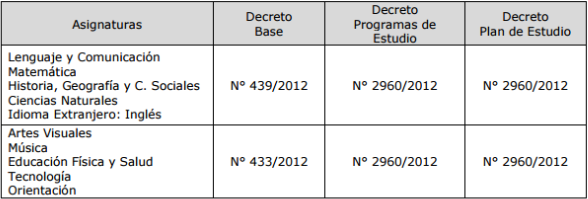 Asignaturas
Decreto
Base
Decreto
Programas de
Estudio
Decreto
Plan de Estudio
Lenguaje y Comunicación
Matemática
Historia, Geografía y C. Sociales
Ciencias Naturales
Idioma Extranjero: Inglés
N° 439/2012
N° 2960/2012
N° 2960/2012
Artes Visuales
Música
Educación Física y Salud
Tecnología
Orientación
N° 433/2012
N° 2960/2012
N° 2960/2012